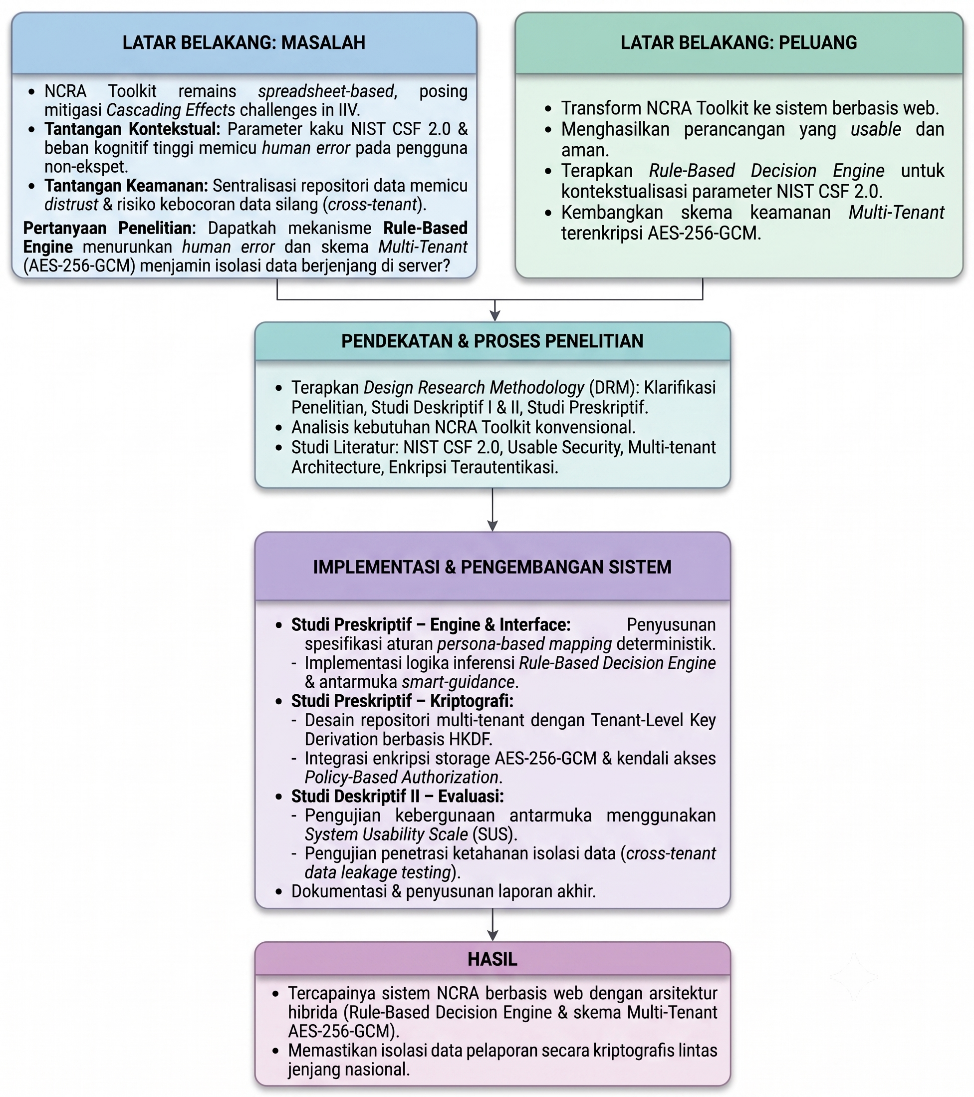 LATAR BELAKANG: MASALAH
• NCRA Toolkit remains spreadsheet-based, posing
mitigasi Cascading Effects challenges in IIV.
• Tantangan Kontekstual: Parameter kaku NIST CSF 2.0 &
beban kognitif tinggi memicu human error pada pengguna
non-ekspet.
• Tantangan Keamanan: Sentralisasi repositori data memicu
distrust & risiko kebocoran data silang (cross-tenant).
Pertanyaan Penelitian: Dapatkah mekanisme Rule-Based
Engine menurunkan human error dan skema Multi-Tenant
(AES-256-GCM) menjamin isolasi data berjenjang di server?
LATAR BELAKANG: PELUANG
• Transform NCRA Toolkit ke sistem berbasis web.
• Menghasilkan perancangan yang usable dan
aman.
• Terapkan Rule-Based Decision Engine untuk
kontekstualisasi parameter NIST CSF 2.0.
• Kembangkan skema keamanan Multi-Tenant
terenkripsi AES-256-GCM.
PENDEKATAN & PROSES PENELITIAN
• Terapkan Design Research Methodology (DRM): Klarifikasi
Penelitian, Studi Deskriptif I & II, Studi Preskriptif.
• Analisis kebutuhan NCRA Toolkit konvensional.
• Studi Literatur: NIST CSF 2.0, Usable Security, Multi-tenant
Architecture, Enkripsi Terautentikasi.
IMPLEMENTASI & PENGEMBANGAN SISTEM
• Studi Preskriptif – Engine & Interface: Penyusunan
spesifikasi aturan persona-based mapping deterministik.
- Implementasi logika inferensi Rule-Based Decision Engine
& antarmuka smart-guidance.
• Studi Preskriptif – Kriptografi:
- Desain repositori multi-tenant dengan Tenant-Level Key
Derivation berbasis HKDF.
- Integrasi enkripsi storage AES-256-GCM & kendali akses
Policy-Based Authorization.
• Studi Deskriptif II – Evaluasi:
- Pengujian kebergunaan antarmuka menggunakan
System Usability Scale (SUS).
- Pengujian penetrasi ketahanan isolasi data (cross-tenant
data leakage testing).
• Dokumentasi & penyusunan laporan akhir.
HASIL
• Tercapainya sistem NCRA berbasis web dengan arsitektur
hibrida (Rule-Based Decision Engine & skema Multi-Tenant
AES-256-GCM).
• Memastikan isolasi data pelaporan secara kriptografis lintas
jenjang nasional.